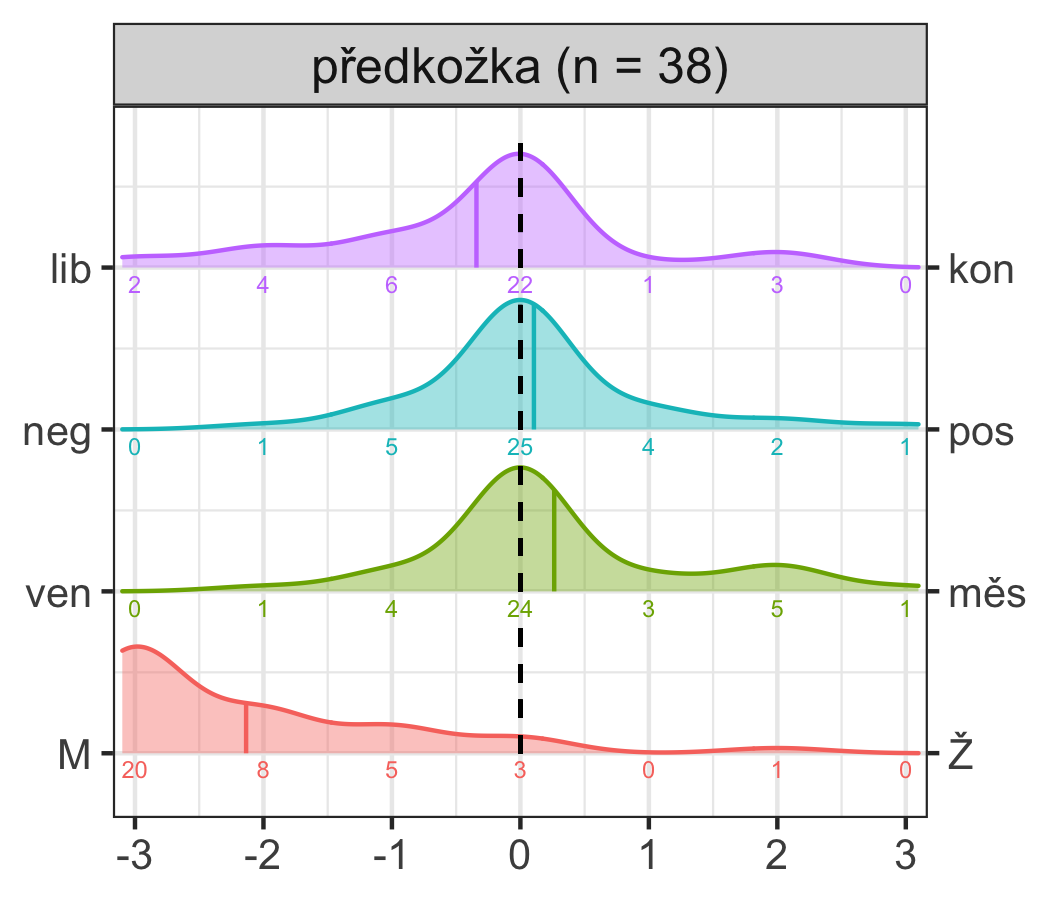 předkožka (n = 38)
lib kon
2 4 6 22 1 3 0
neg pos
0 1 5 25 4 2 1
ven měs
0 1 4 24 3 5 1
M Ž
20 8 5 3 0 1 0
-3 -2 -1 0 1 2 3